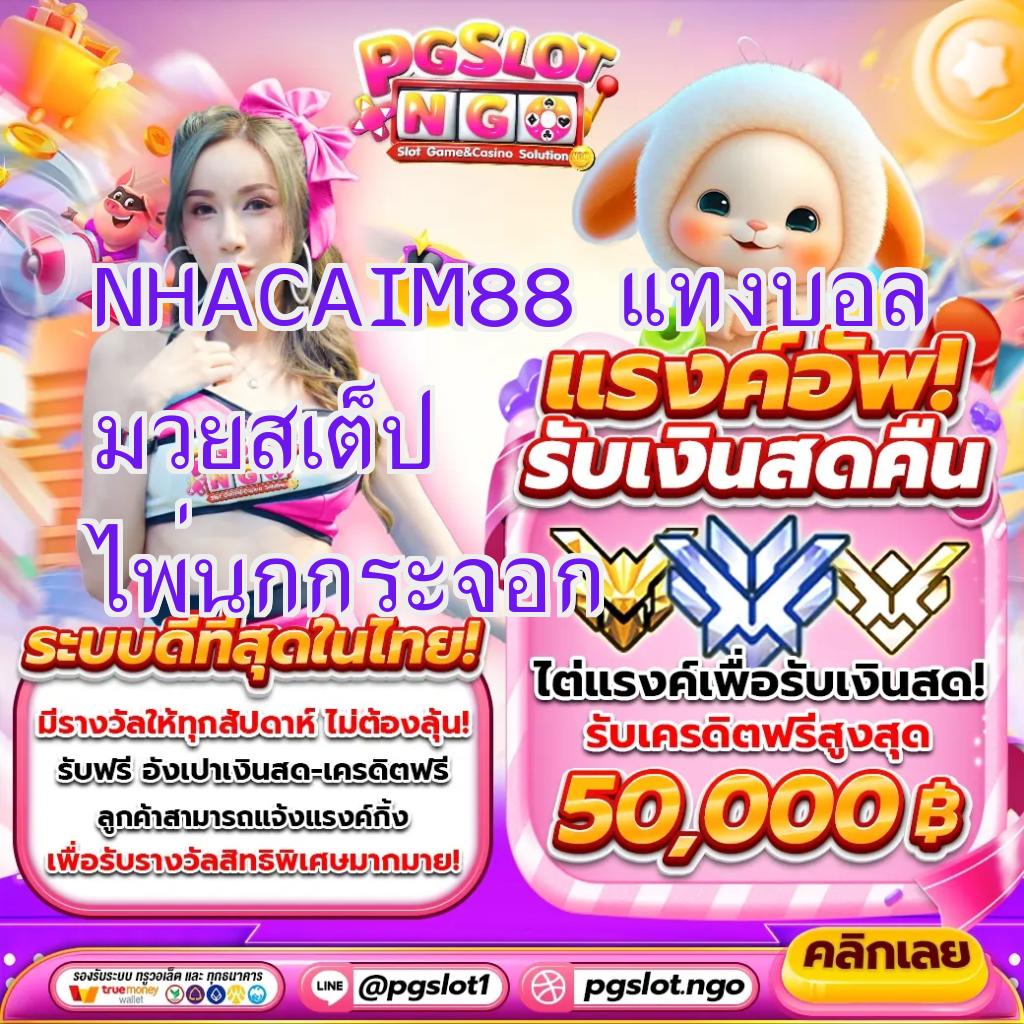 PGSLOT
NGO
Slot Game&Casino Solution
NHACAIM88 แทงบอล
มวยสเต็ป
ไพ่นกกระจอก
แรงค์อัพ!
รับเงินสดคืน
ไต่แรงค์เพื่อรับเงินสด!
รับเครดิตฟรีสูงสุด
50,000 ฿
ระบบดีที่สุดในไทย!
มีรางวัลให้ทุกสัปดาห์ ไม่ต้องลุ้น!
รับฟรี อังเปาเงินสด-เครดิตฟรี
ลูกค้าสามารถแจ้งแรงค์กิ้ง
เพื่อรับรางวัลสิทธิพิเศษมากมาย!
คลิกเลย
รองรับระบบ ทรูวอเล็ต และ ทุกธนาคาร
truemoney
wallet
LINE @pgslot1
pgslot.ngo